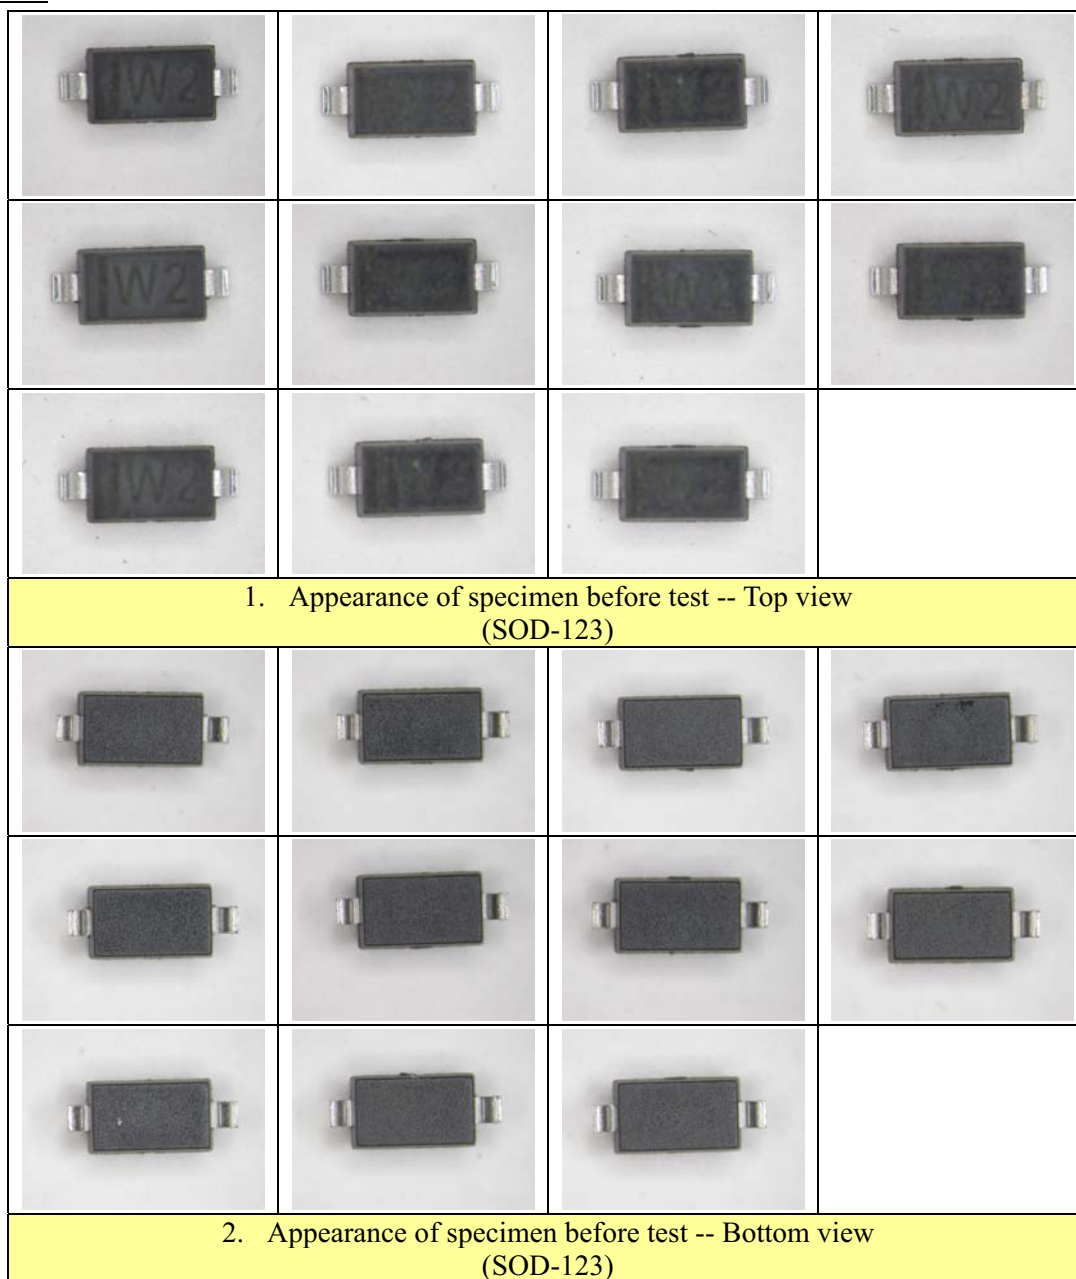 W2
W2
W2
W2
W2
W2
1. Appearance of specimen before test -- Top view
(SOD-123)
2. Appearance of specimen before test -- Bottom view
(SOD-123)